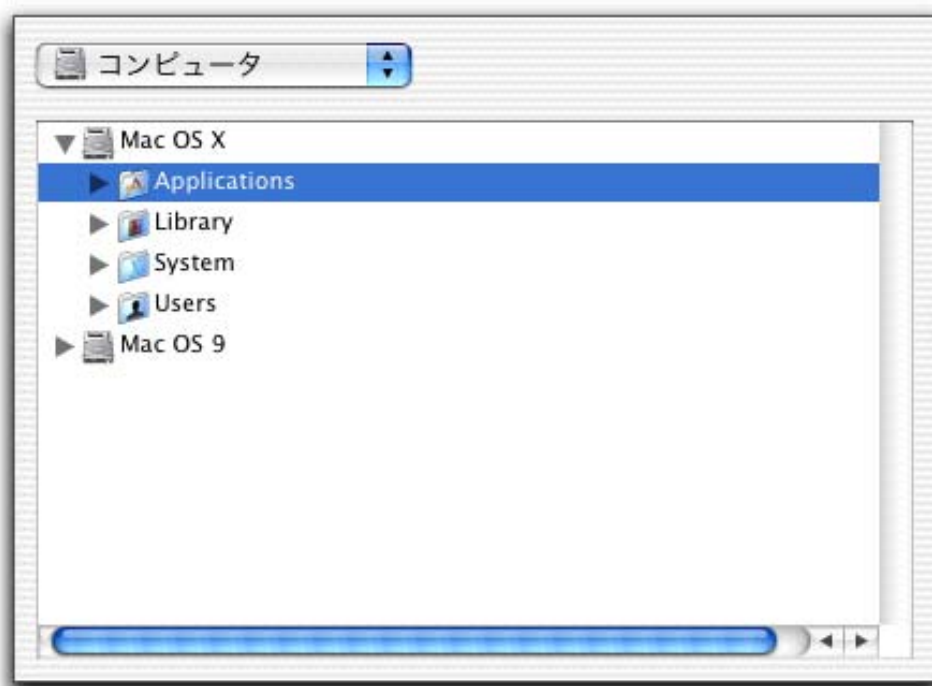 コンピュータ
Mac OS X
Applications
Library
System
Users
Mac OS 9